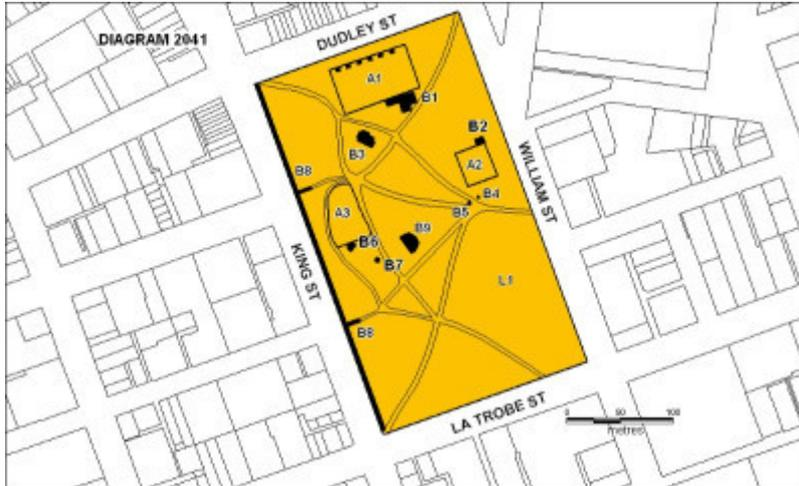 DIAGRAM 2041
DUDLEY ST
A1
B1
B2
B3
A2
WILLIAM ST
B8
B4
A3
B5
B9
B6
B7
KING ST
L1
B8
LA TROBE ST
0 50 100
metres